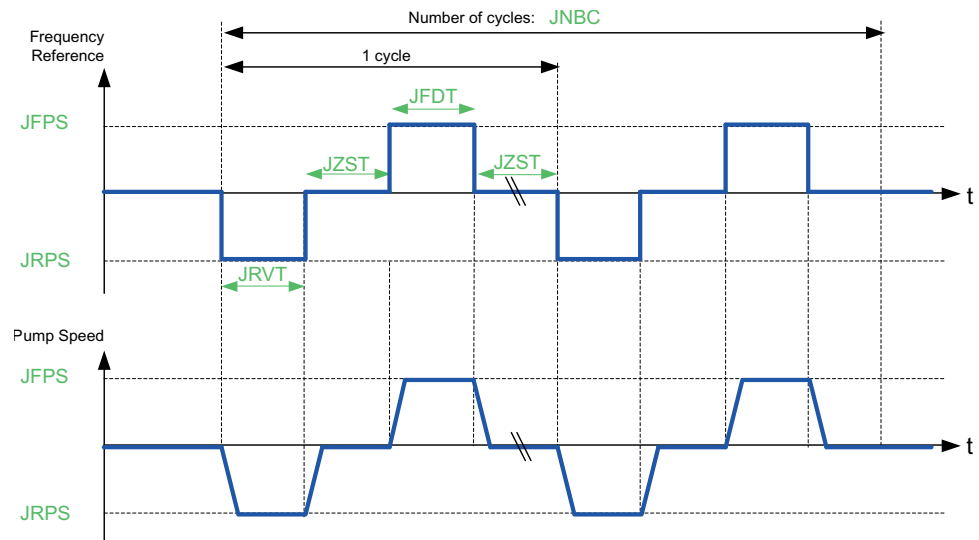 Number of cycles: JNBC
Frequency
Reference
1 cycle
JFDT
JFPS
JZST
JZST
t
JRPS
JRVT
Pump Speed
JFPS
t
JRPS